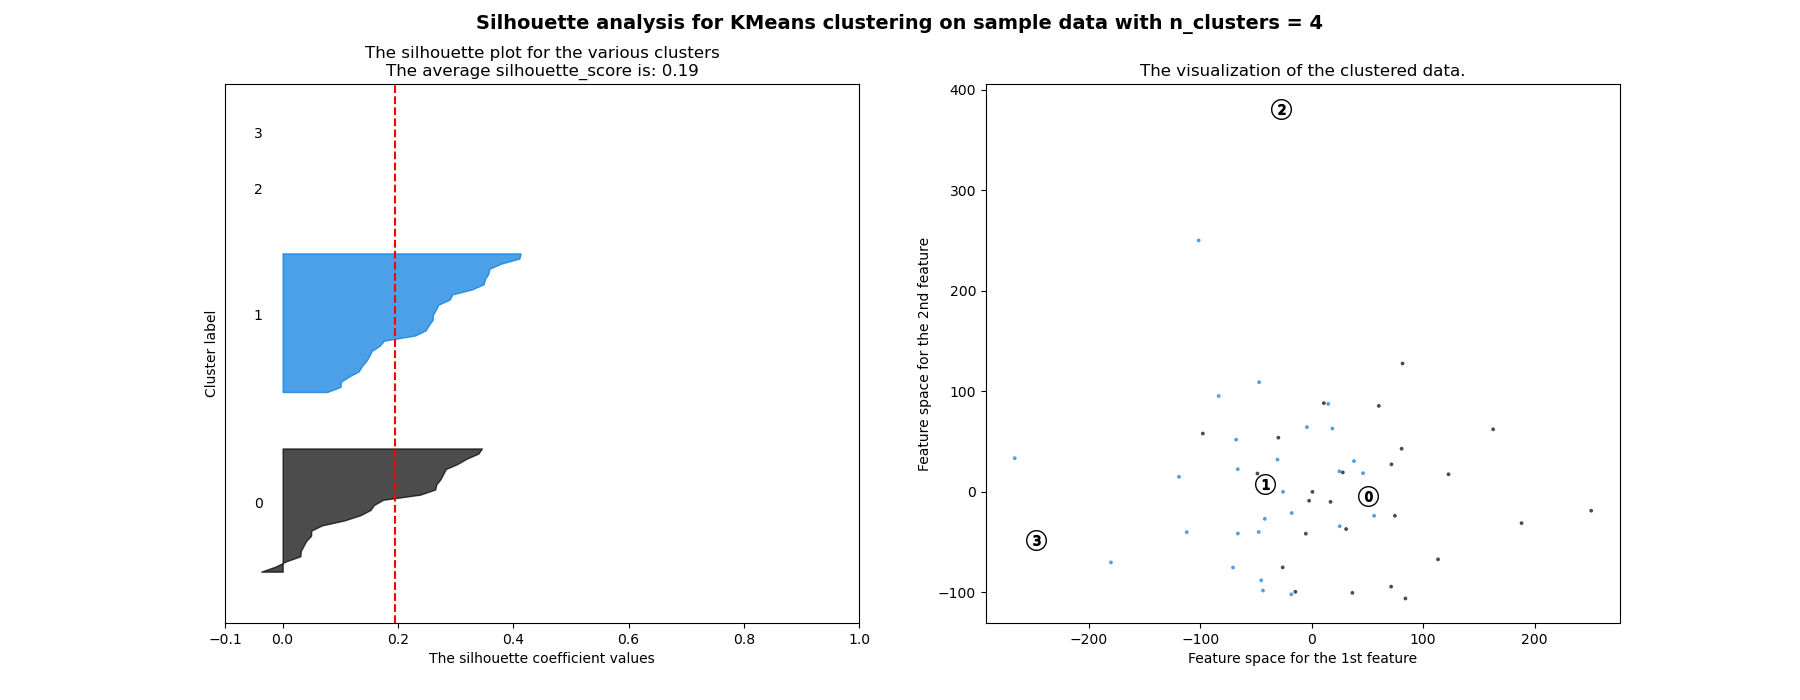 Silhouette analysis for KMeans clustering on sample data with n_clusters = 4
The silhouette plot for the various clusters
The average silhouette_score is: 0.19
3
2
1
0
Cluster label
−0.1 0.0 0.2 0.4 0.6 0.8 1.0
The silhouette coefficient values
The visualization of the clustered data.
400
300
200
100
0
−100
Feature space for the 2nd feature
2
1
0
3
−200 −100 0 100 200
Feature space for the 1st feature